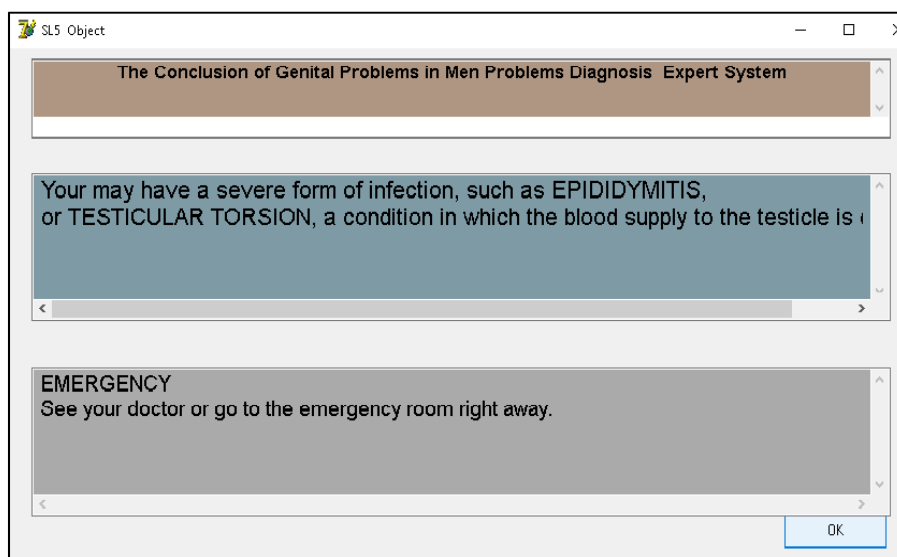 SL5 Object
The Conclusion of Genital Problems in Men Problems Diagnosis Expert System
Your may have a severe form of infection, such as EPIDIDYMITIS,
or TESTICULAR TORSION, a condition in which the blood supply to the testicle is
EMERGENCY
See your doctor or go to the emergency room right away.
OK